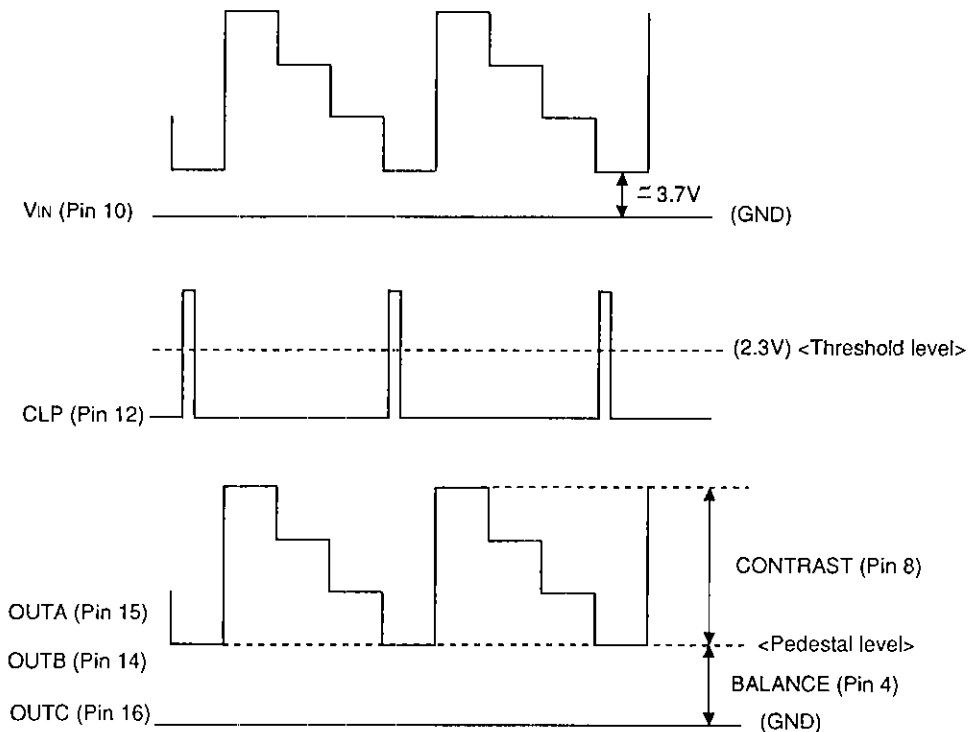 ≃ 3.7V
VIN (Pin 10)
(GND)
(2.3V) <Threshold level>
CLP (Pin 12)
CONTRAST (Pin 8)
OUTA (Pin 15)
<Pedestal level>
OUTB (Pin 14)
BALANCE (Pin 4)
OUTC (Pin 16)
(GND)